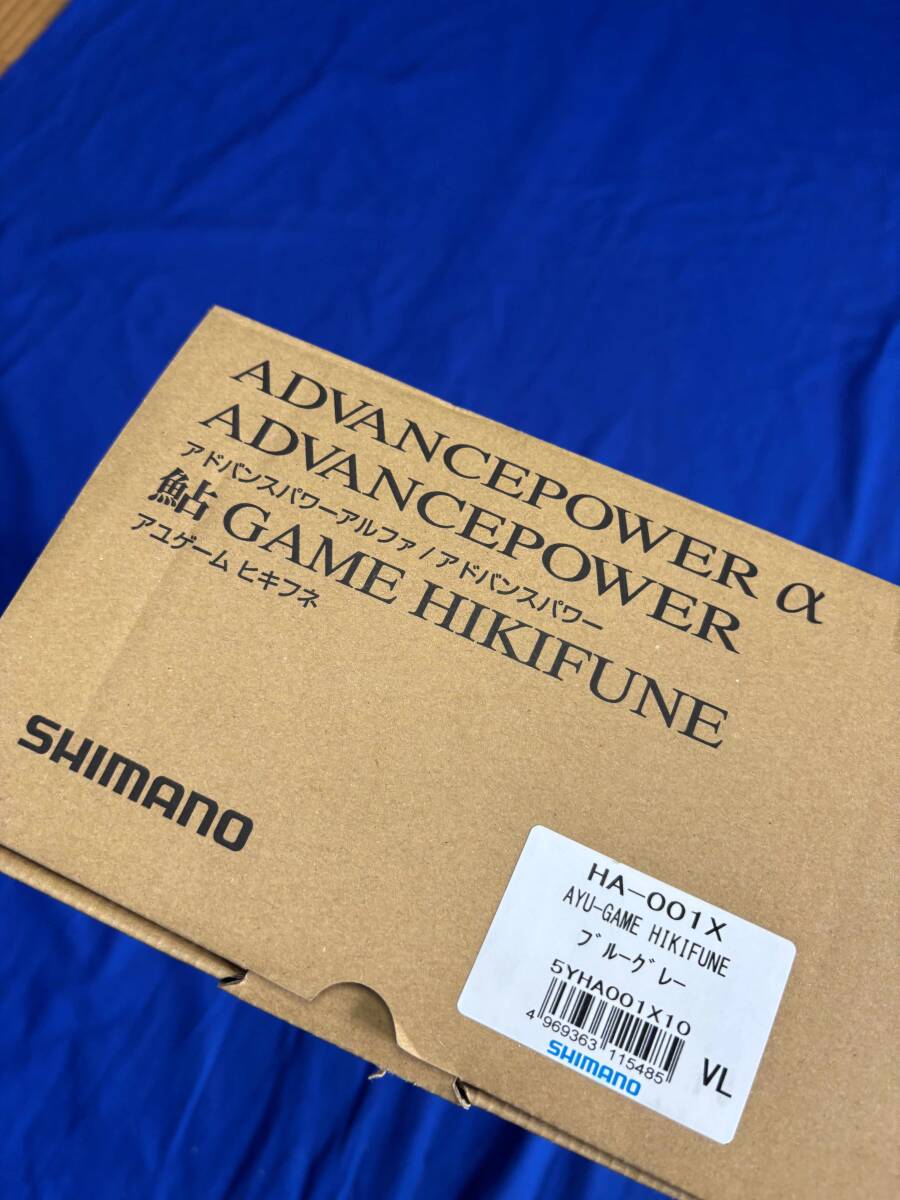 ADVANCEPOWER α
ADVANCEPOWER
アドバンスパワーアルファ/アドバンスパワー
鮎 GAME HIKIFUNE
アユゲーム ヒキフネ
SHIMANO
HA-001X
AYU-GAME HIKIFUNE
ブルーグレー
5YHA001X10
4 969363 115485
SHIMANO
VL